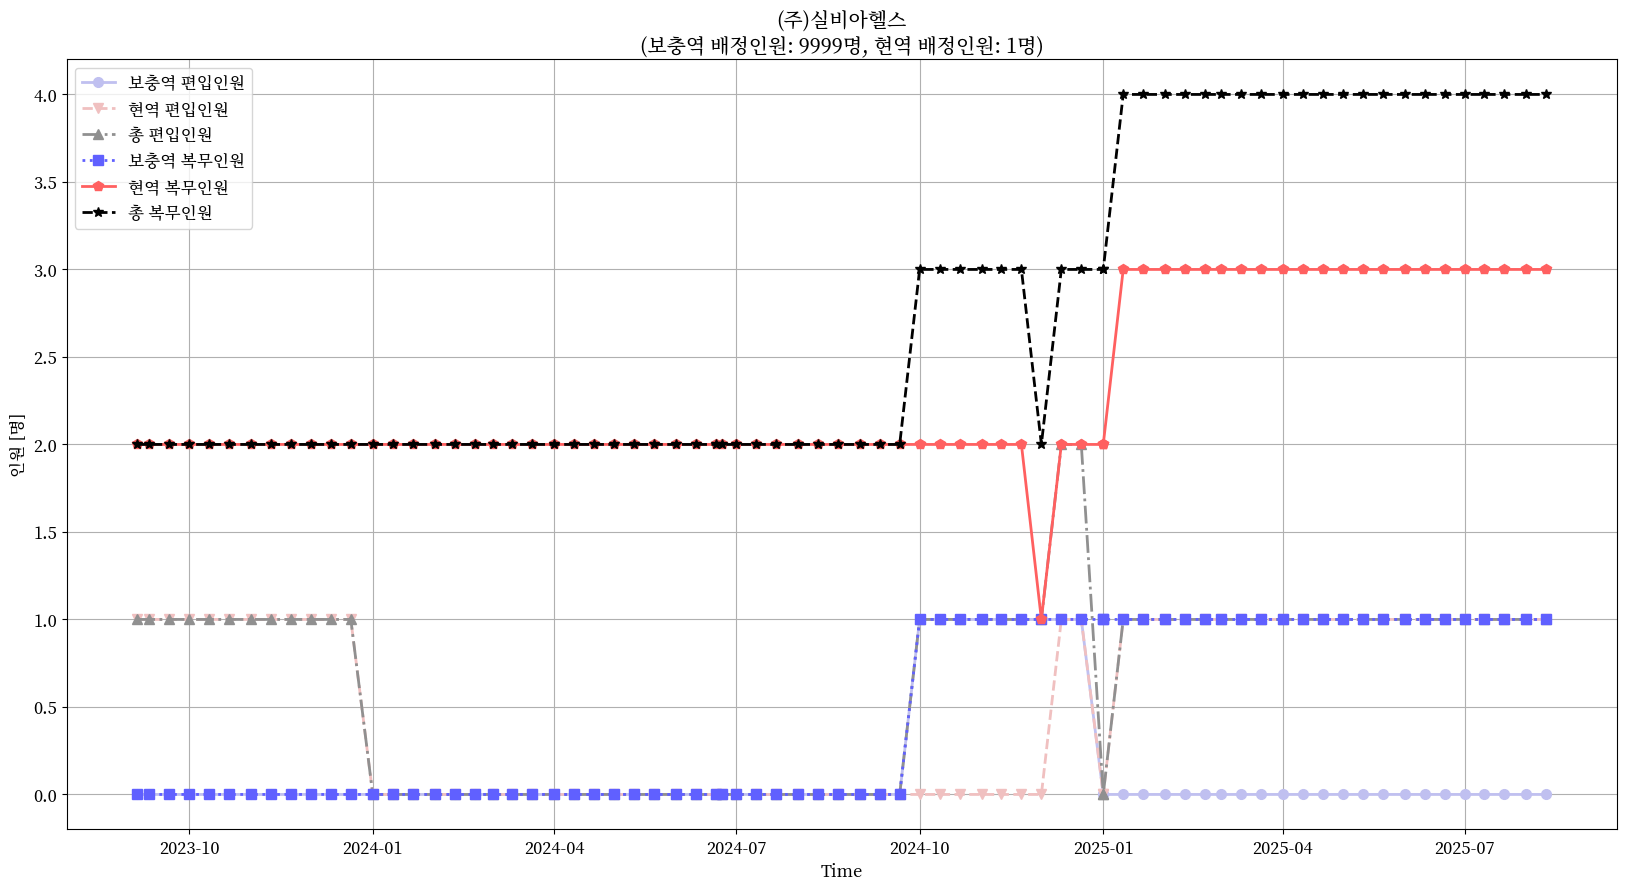 (주)실비아헬스
(보충역 배정인원: 9999명, 현역 배정인원: 1명)
보충역 편입인원
현역 편입인원
총 편입인원
보충역 복무인원
현역 복무인원
총 복무인원
4.0
3.5
3.0
2.5
2.0
1.5
1.0
0.5
0.0
인원 [명]
2023-10
2024-01
2024-04
2024-07
2024-10
2025-01
2025-04
2025-07
Time